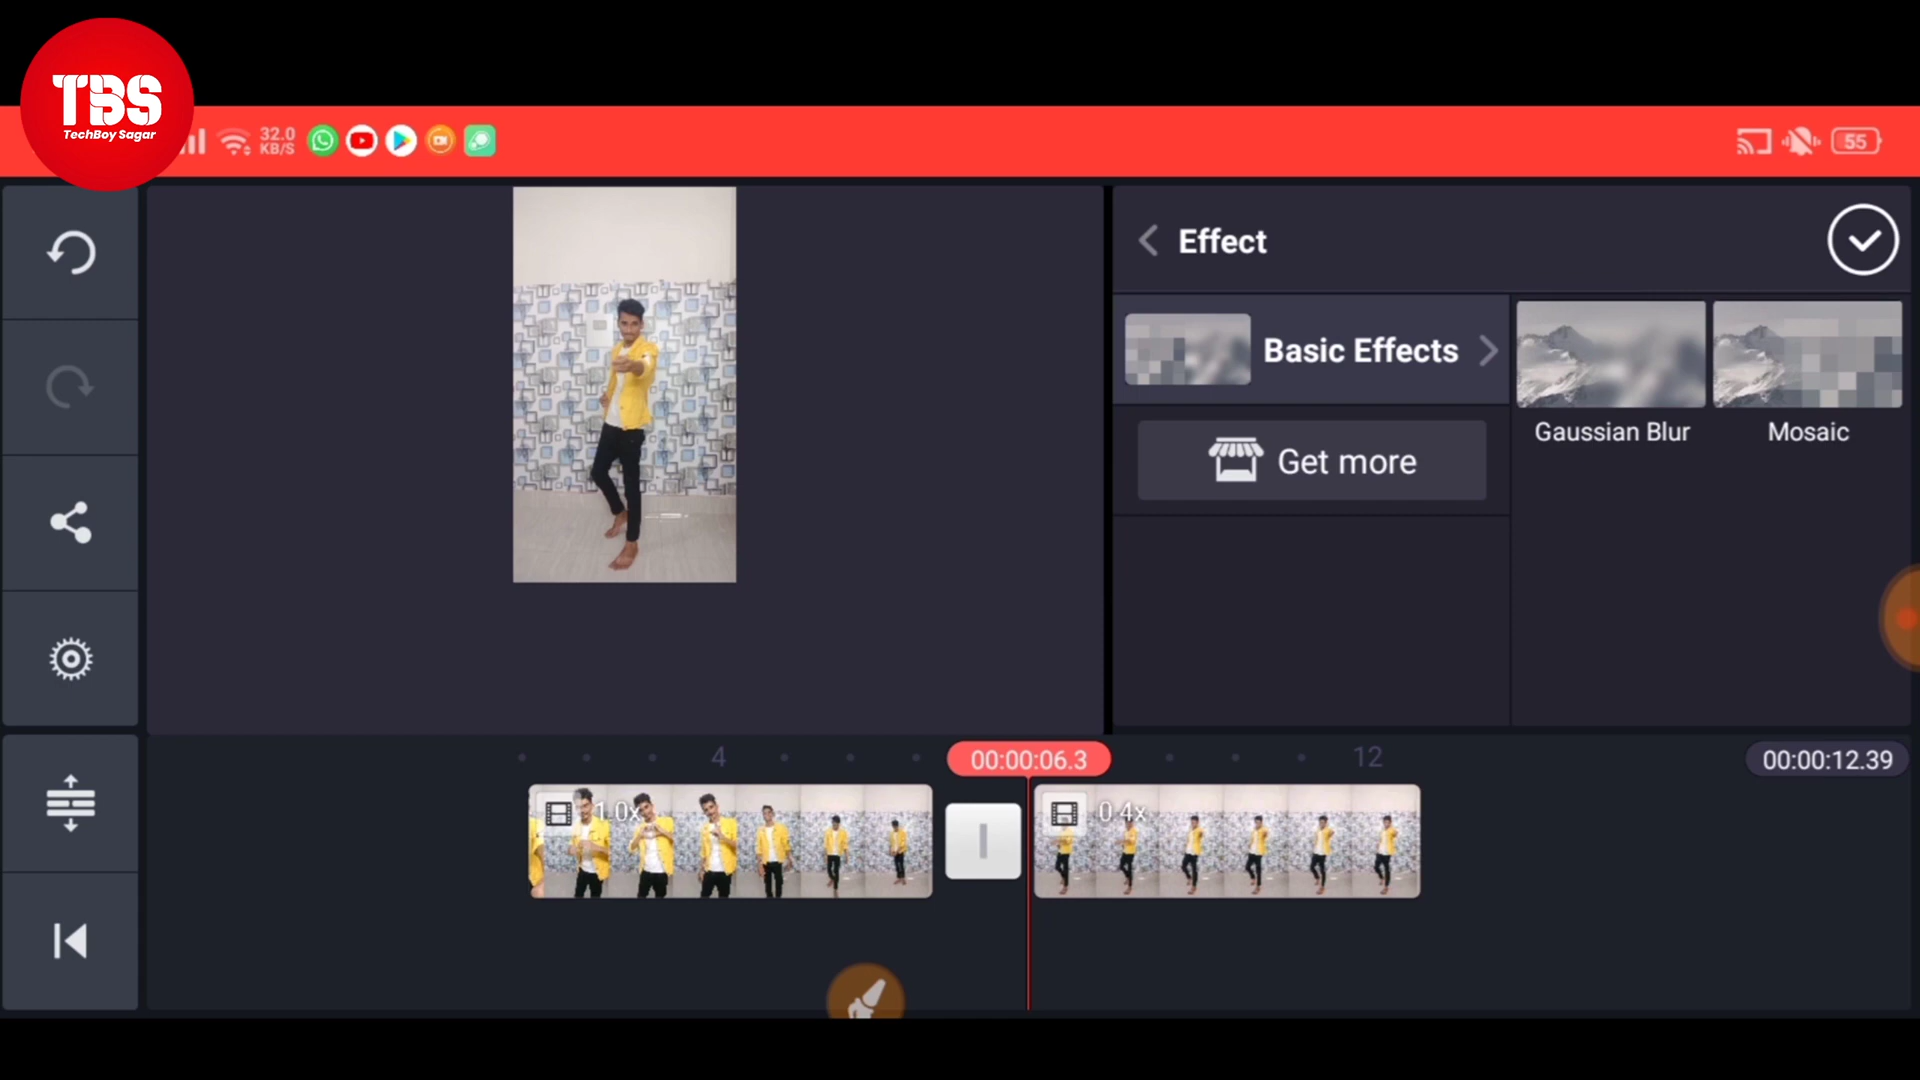 TBS
TechBoy Sagar
32.0
KB/S
55
Effect
Basic Effects
Get more
Gaussian Blur
Mosaic
4
00:00:06.3
12
00:00:12.39
1.0x
0.4x